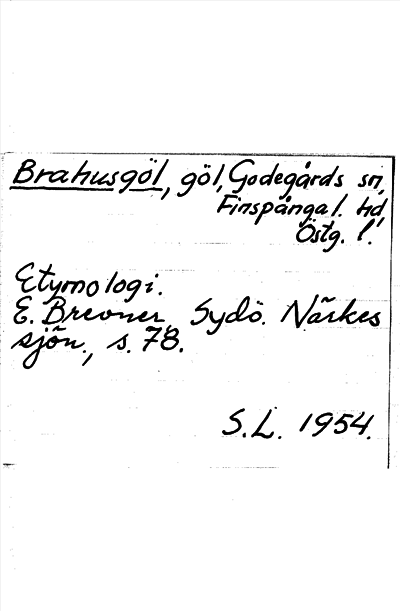 Brahusgöl, göl, Godegårds sn,
Finspånga l. hd,
Östg. l.
Etymologi.
E. Brevner, Sydö. Närkes
sjön., s. 78.
S.L. 1954.